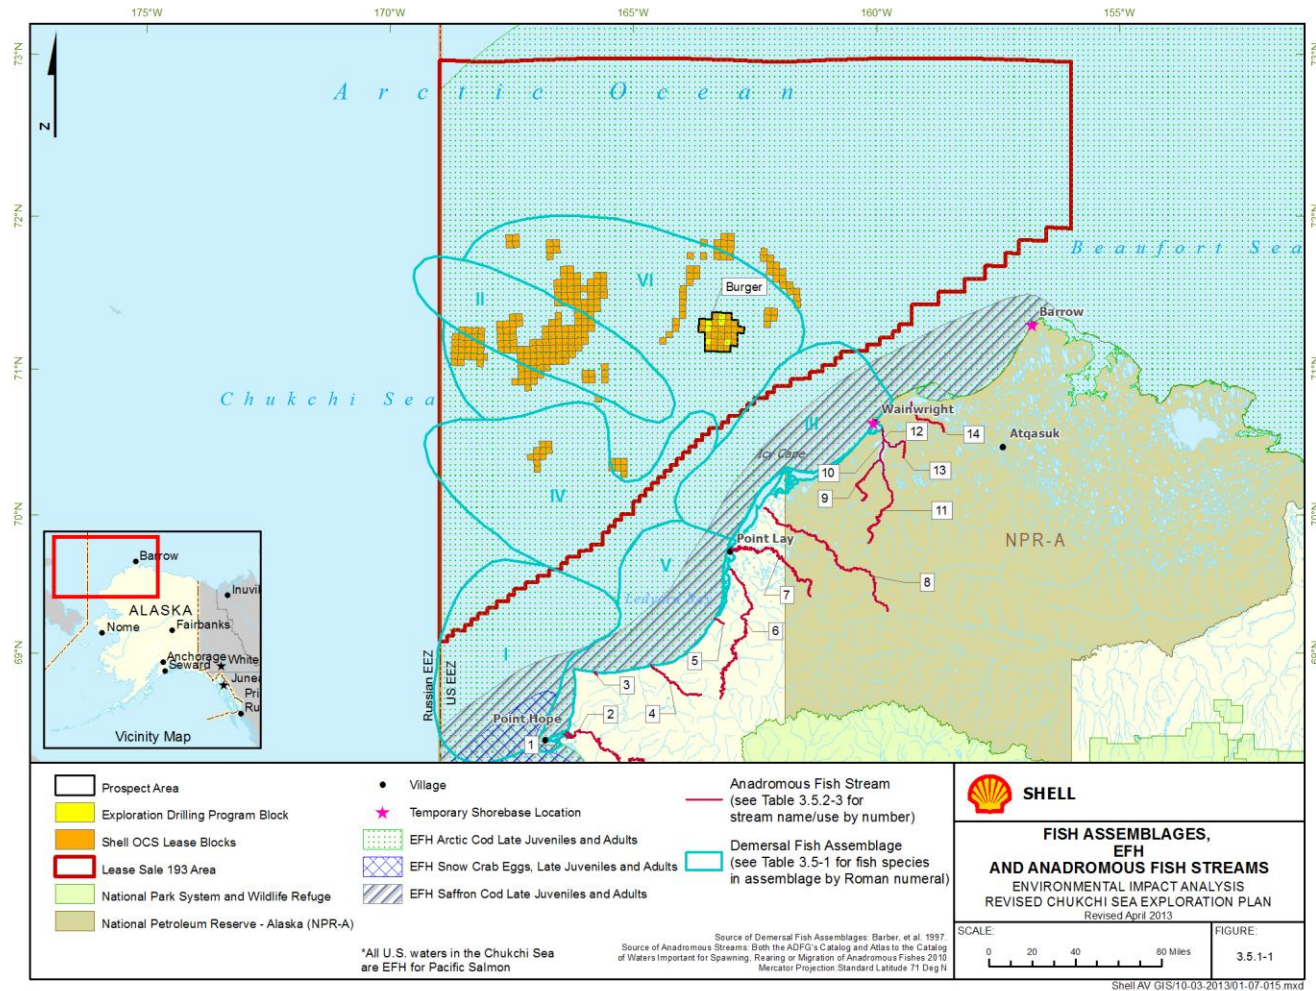 175°W
170°W
165°W
160°W
155°W
73°N
72°N
71°N
70°N
69°N
73°N
72°N
71°N
70°N
69°N
N
Arctic Ocean
Beaufort Sea
Chukchi Sea
VI
II
Burger
Barrow
III
Wainwright
Icy Cape
12
14
Atqasuk
10
13
9
11
IV
Point Lay
NPR-A
V
8
7
6
5
I
3
4
2
Point Hope
1
Russian EEZ
US EEZ
Barrow
Inuvi
ALASKA
Nome
Fairbanks
Anchorage
Seward
White
Junea
Pri
Ru
Vicinity Map
Prospect Area
Exploration Drilling Program Block
Shell OCS Lease Blocks
Lease Sale 193 Area
National Park System and Wildlife Refuge
National Petroleum Reserve - Alaska (NPR-A)
Village
Temporary Shorebase Location
EFH Arctic Cod Late Juveniles and Adults
EFH Snow Crab Eggs, Late Juveniles and Adults
EFH Saffron Cod Late Juveniles and Adults
*All U.S. waters in the Chukchi Sea
are EFH for Pacific Salmon
Anadromous Fish Stream
(see Table 3.5.2-3 for
stream name/use by number)
Demersal Fish Assemblage
(see Table 3.5-1 for fish species
in assemblage by Roman numeral)
Source of Demersal Fish Assemblages: Barber, et al. 1997.
Source of Anadromous Streams: Both the ADFG's Catalog and Atlas to the Catalog
of Waters Important for Spawning, Rearing or Migration of Anadromous Fishes 2010
Mercator Projection:Standard Latitude 71 Deg N
SHELL
FISH ASSEMBLAGES,
EFH
AND ANADROMOUS FISH STREAMS
ENVIRONMENTAL IMPACT ANALYSIS
REVISED CHUKCHI SEA EXPLORATION PLAN
Revised April 2013
SCALE:
0 20 40 80 Miles
FIGURE:
3.5.1-1
Shell AV GIS/10-03-2013/01-07-015.mxd